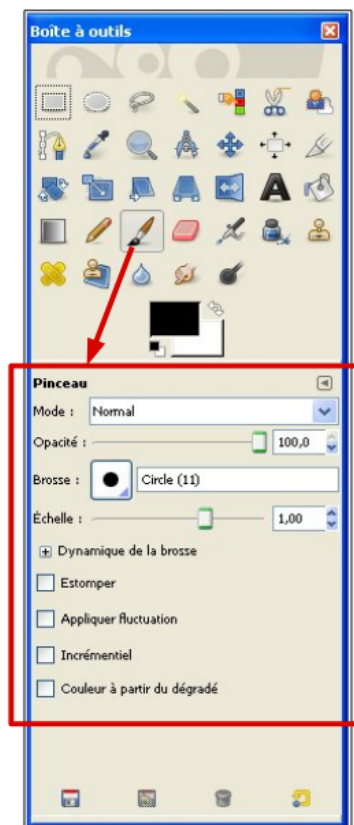 Boîte à outils
Pinceau
Mode : Normal
Opacité : 100,0
Brosse : Circle (11)
Échelle : 1,00
Dynamique de la brosse
Estomper
Appliquer fluctuation
Incrémentiel
Couleur à partir du dégradé